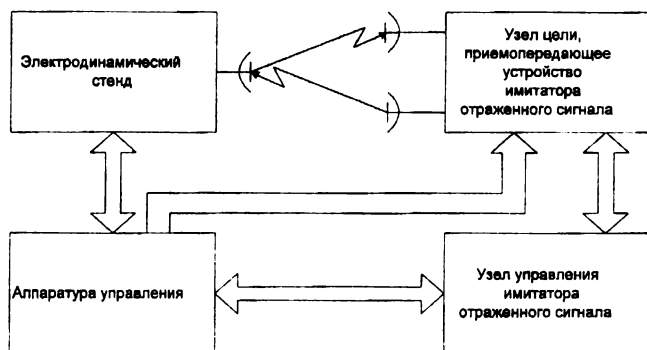 Электродинамический
стенд
Узел цели,
приемопередающее
устройство
имитатора
отраженного сигнала
Аппаратура управления
Узел управления
имитатора
отраженного сигнала